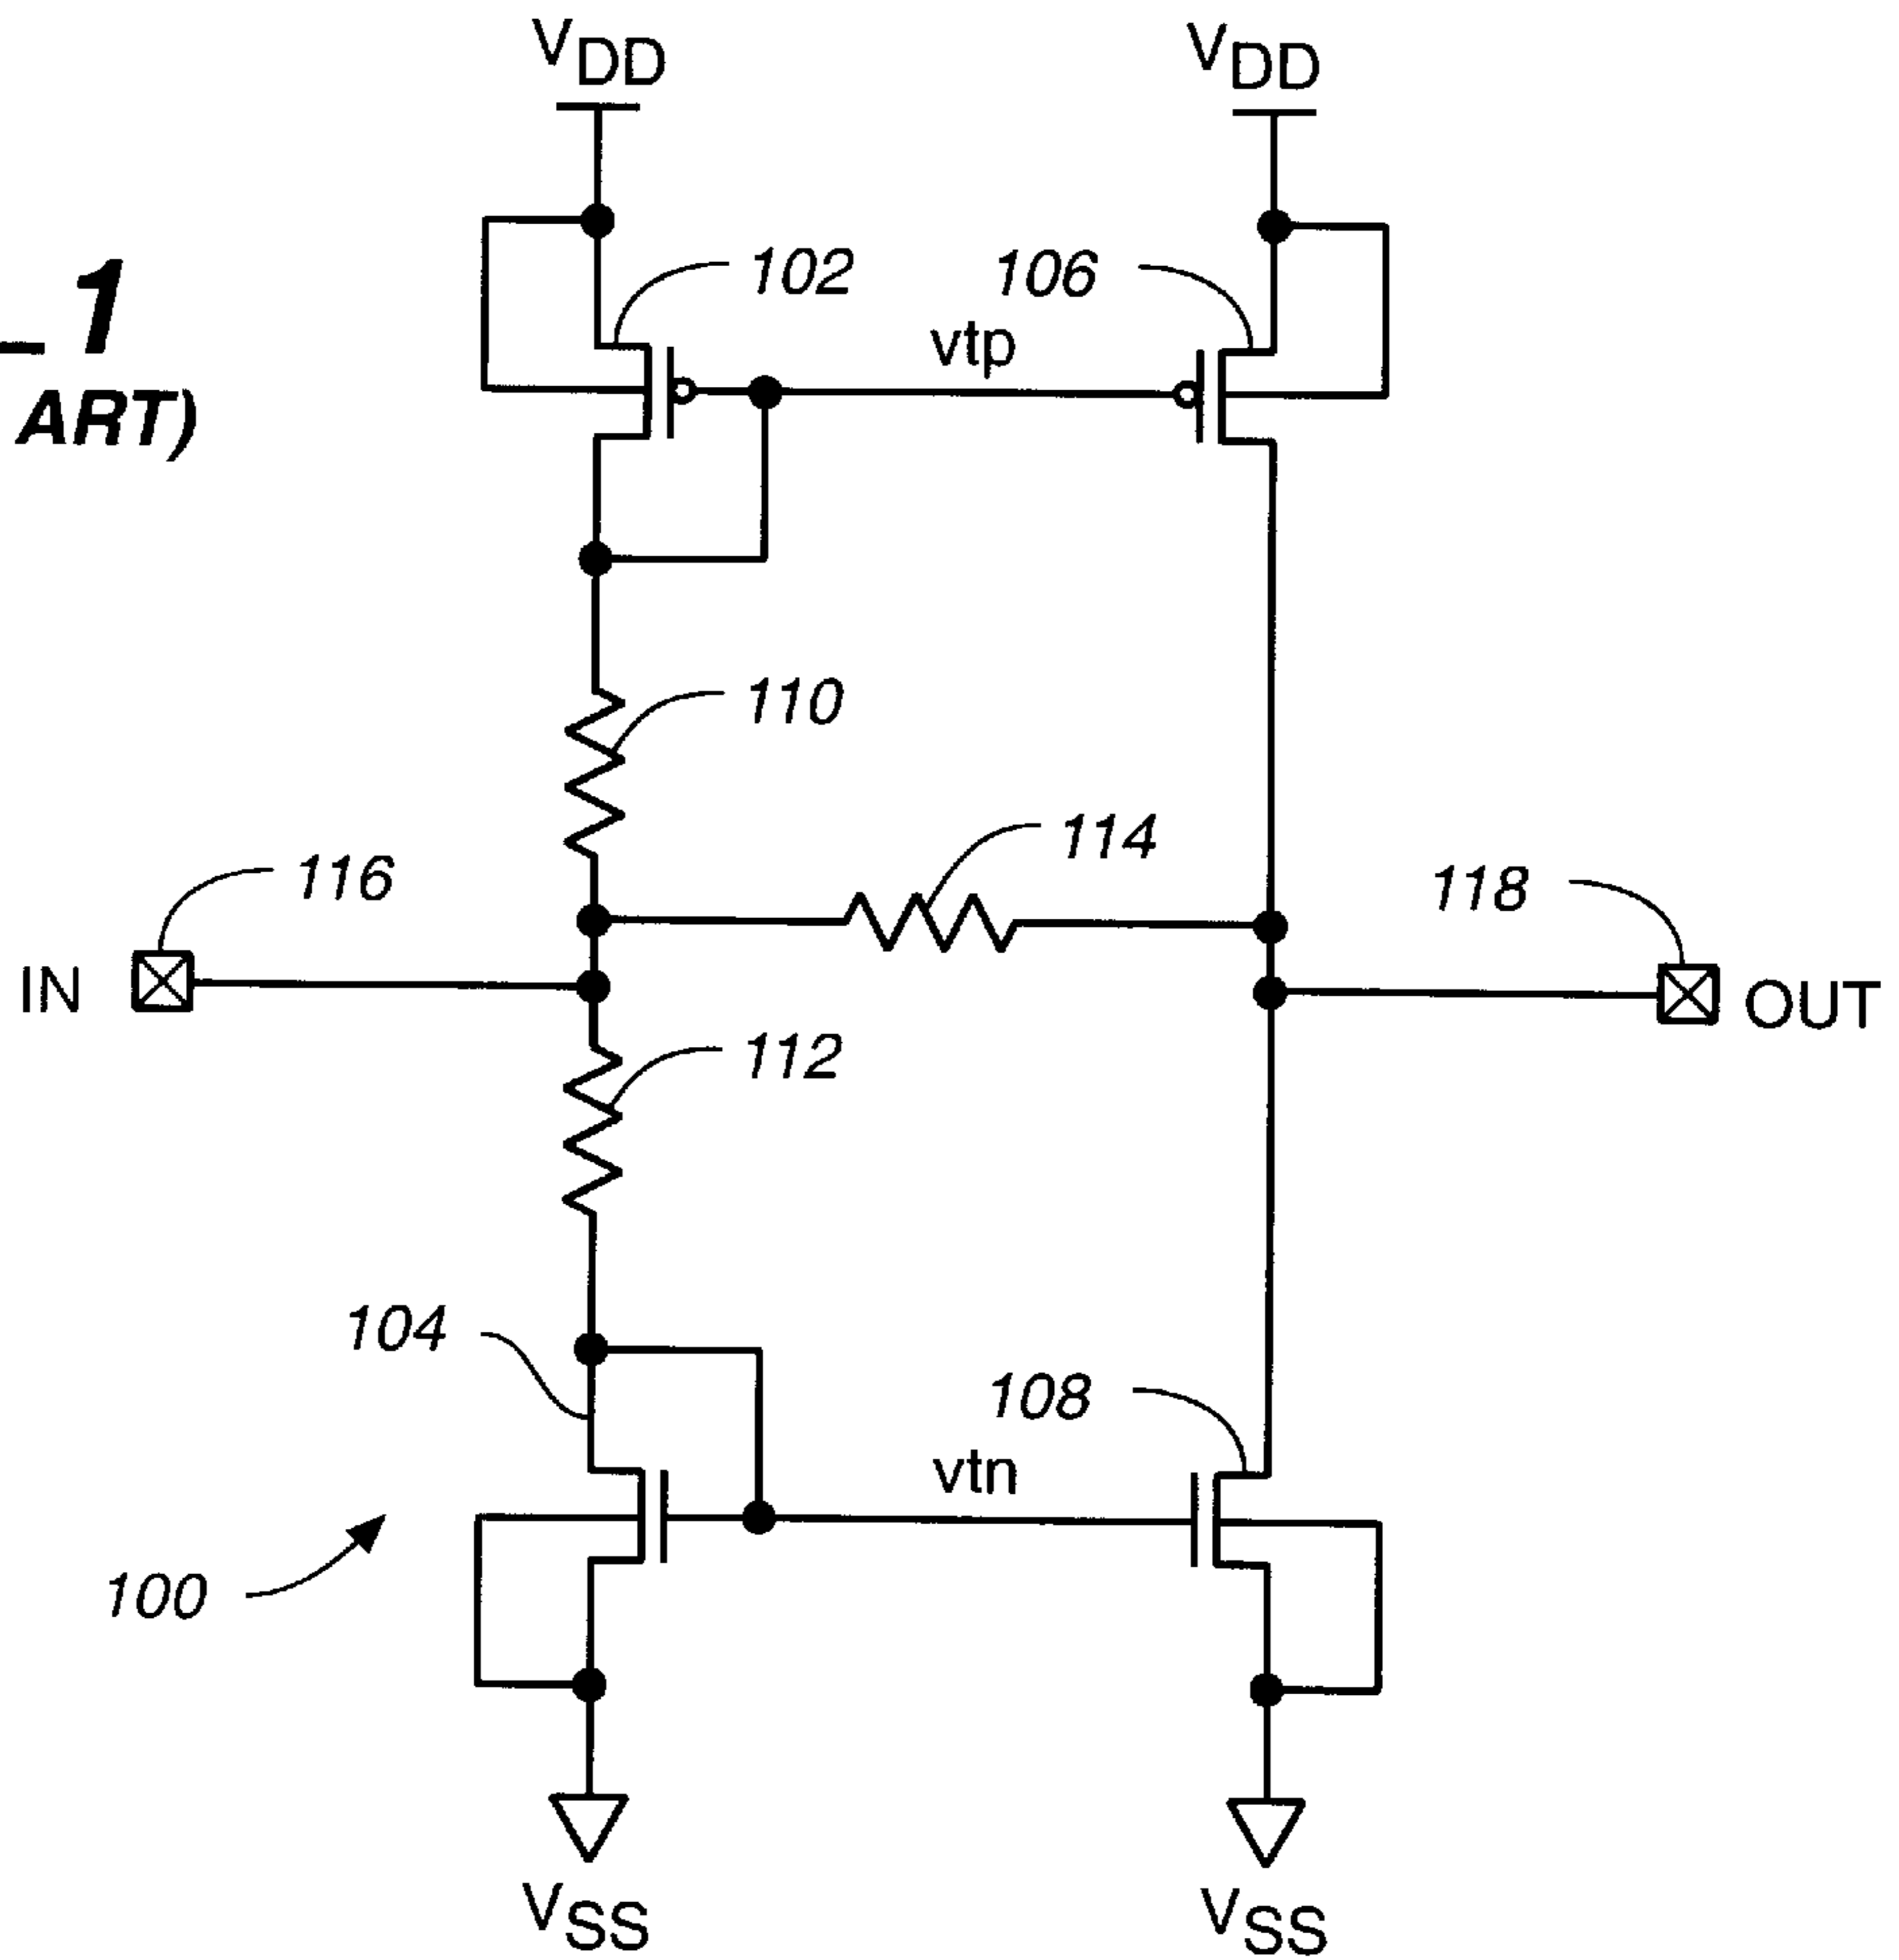 VDD
VDD
_1
ART)
102
106
vtp
110
114
116
118
IN
OUT
112
104
108
vtn
100
VSS
VSS